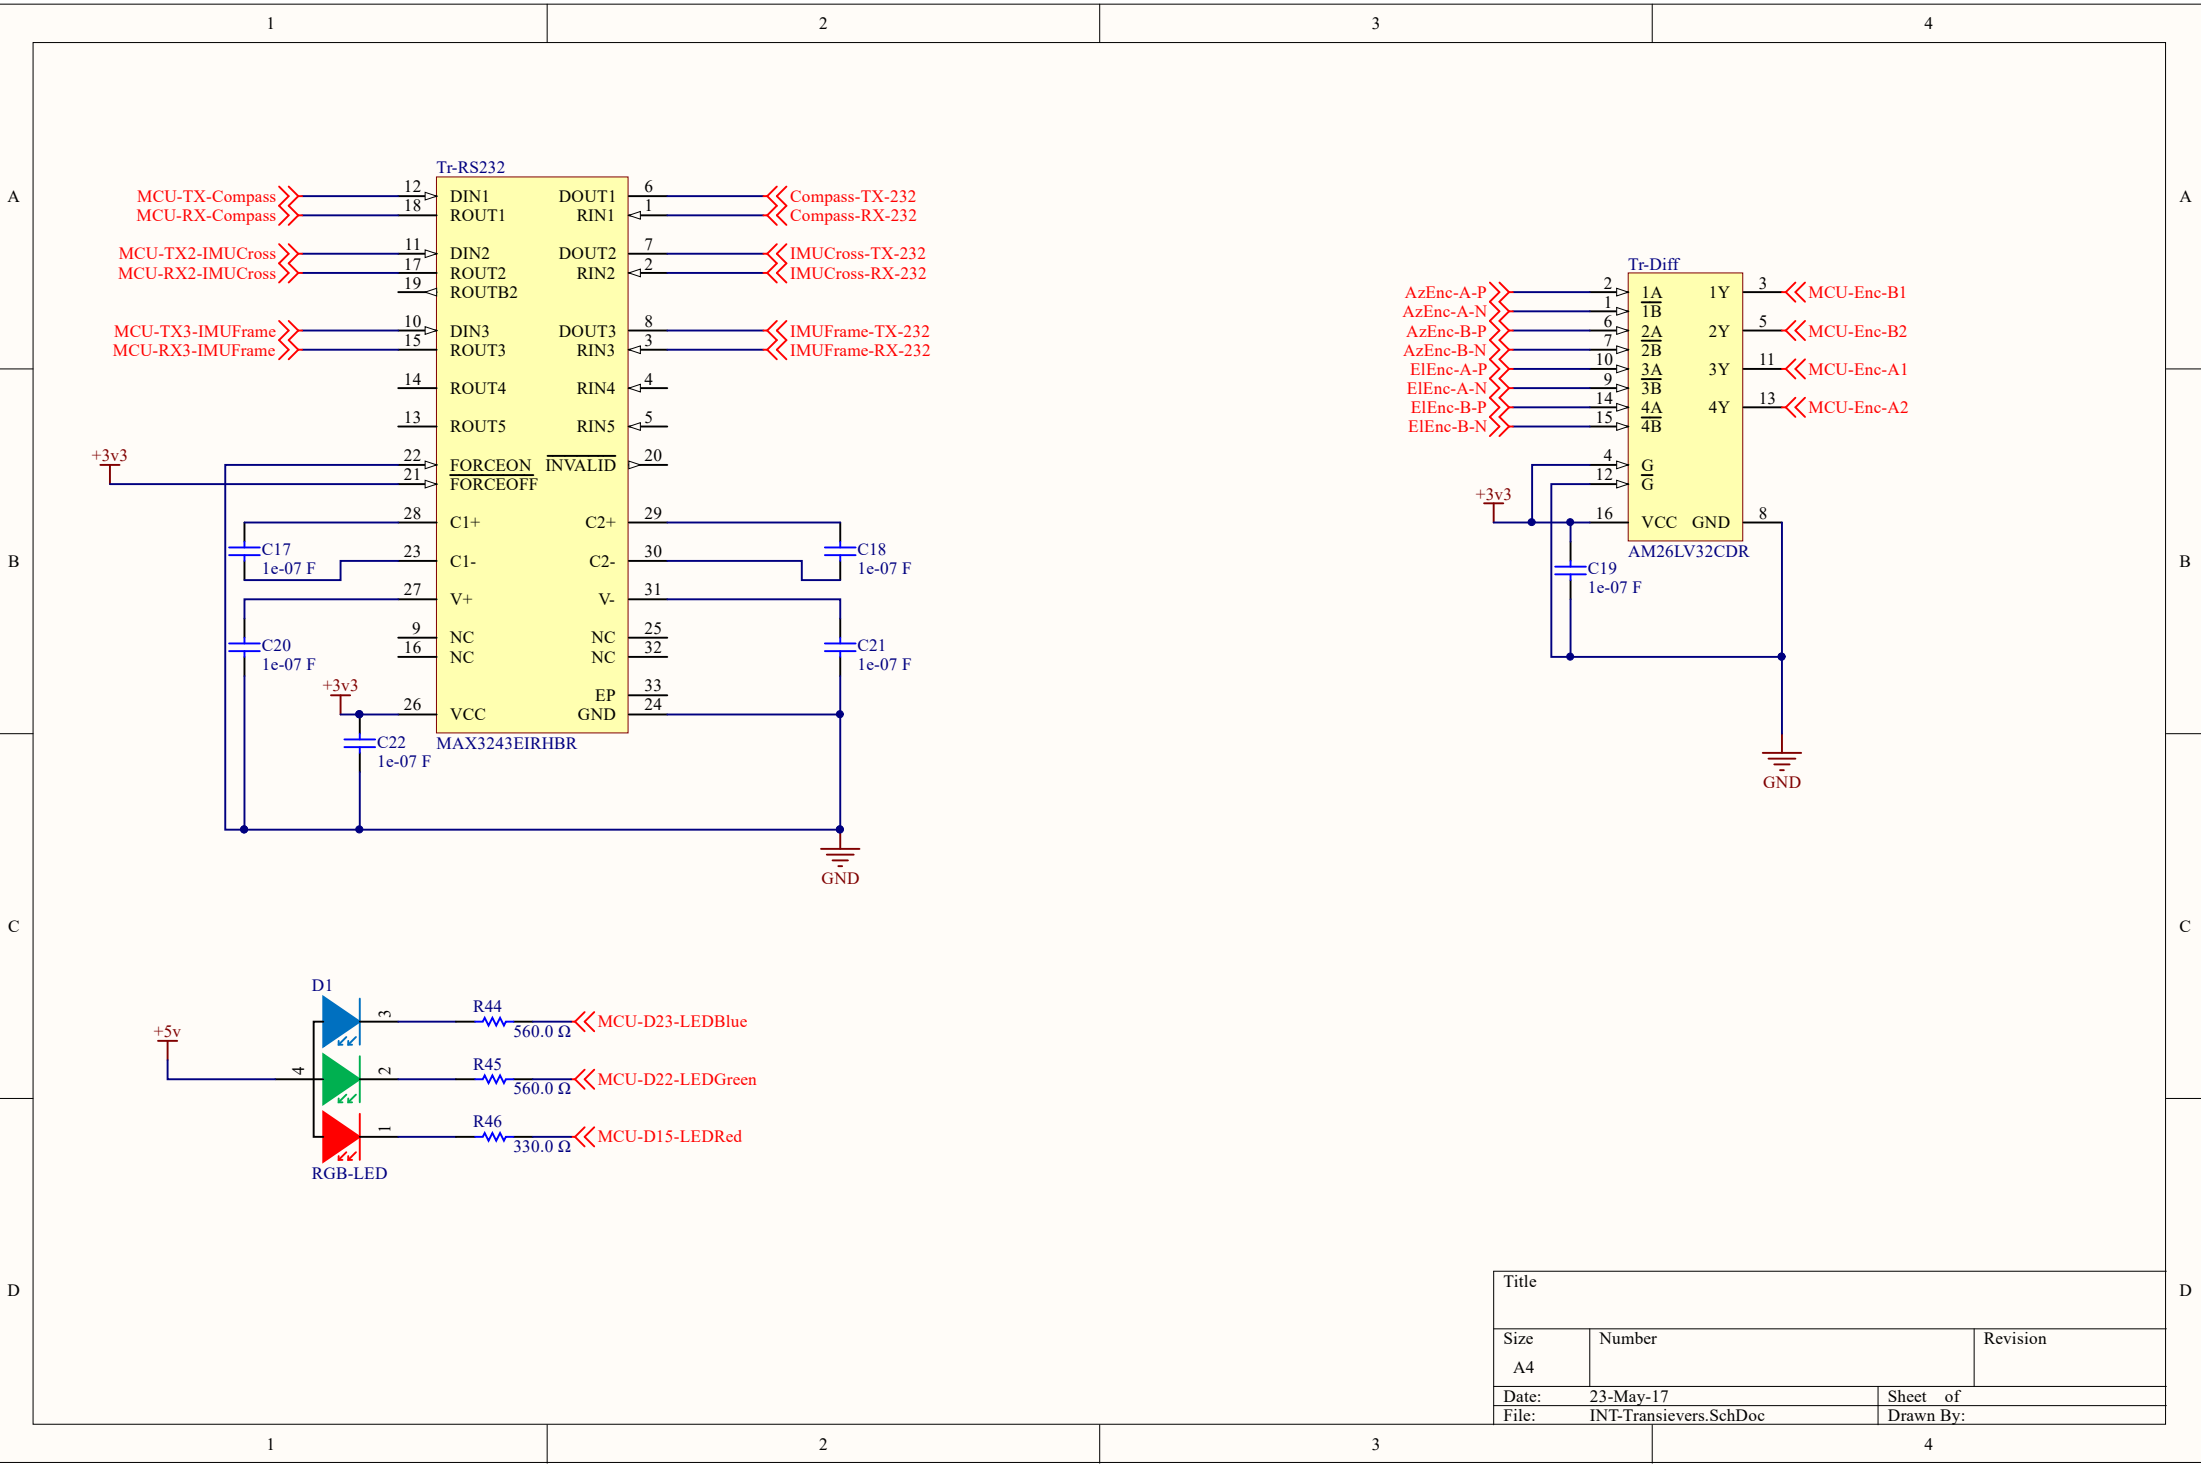 1 2 3 4
A A
B B
C C
D D
Tr-RS232
MCU-TX-Compass 12 DIN1 DOUT1 6 Compass-TX-232
MCU-RX-Compass 18 ROUT1 RIN1 1 Compass-RX-232
MCU-TX2-IMUCross 11 DIN2 DOUT2 7 IMUCross-TX-232
MCU-RX2-IMUCross 17 ROUT2 RIN2 2 IMUCross-RX-232
19 ROUTB2
MCU-TX3-IMUFrame 10 DIN3 DOUT3 8 IMUFrame-TX-232
MCU-RX3-IMUFrame 15 ROUT3 RIN3 3 IMUFrame-RX-232
14 ROUT4 RIN4 4
13 ROUT5 RIN5 5
+3v3
22 FORCEON INVALID 20
21 FORCEOFF
28 C1+ C2+ 29
C17
1e-07 F
C18
1e-07 F
23 C1- C2- 30
27 V+ V- 31
9 NC NC 25
16 NC NC 32
C20
1e-07 F
C21
1e-07 F
+3v3
EP 33
26 VCC GND 24
C22
1e-07 F
MAX3243EIRHBR
GND
Tr-Diff
AzEnc-A-P 2 1A 1Y 3 MCU-Enc-B1
AzEnc-A-N 1 1B
AzEnc-B-P 6 2A 2Y 5 MCU-Enc-B2
AzEnc-B-N 7 2B
ElEnc-A-P 10 3A 3Y 11 MCU-Enc-A1
ElEnc-A-N 9 3B
ElEnc-B-P 14 4A 4Y 13 MCU-Enc-A2
ElEnc-B-N 15 4B
4 G
12 G
+3v3
16 VCC GND 8
AM26LV32CDR
C19
1e-07 F
GND
D1
+5v
4
3 R44 560.0 Ω MCU-D23-LEDBlue
2 R45 560.0 Ω MCU-D22-LEDGreen
1 R46 330.0 Ω MCU-D15-LEDRed
RGB-LED
Title
Size Number Revision
A4
Date: 23-May-17 Sheet of
File: INT-Transievers.SchDoc Drawn By:
1 2 3 4